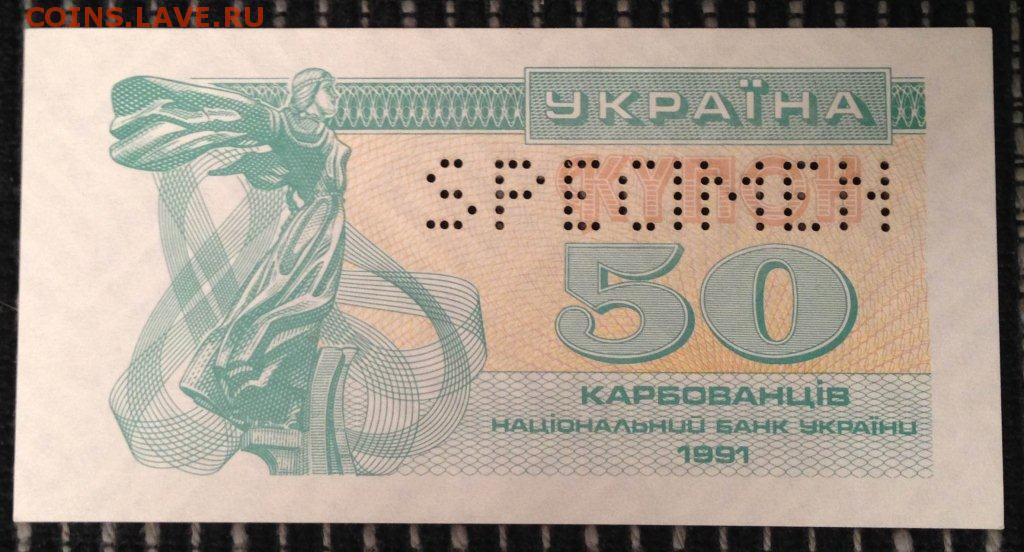 COINS.LAVE.RU
УКРАЇНА
SPECIMEN
КУПОН
50
КАРБОВАНЦІВ
НАЦІОНАЛЬНИЙ БАНК УКРАЇНИ
1991